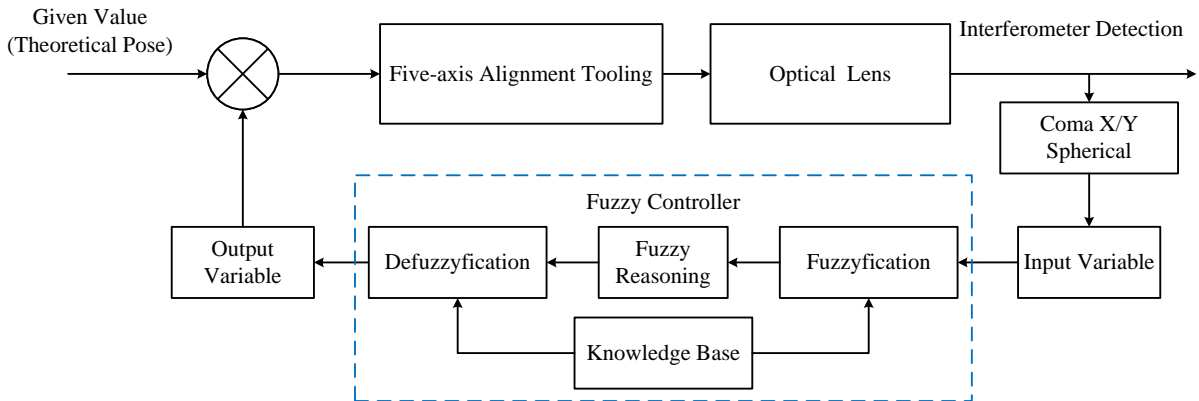 Given Value
(Theoretical Pose)
Interferometer Detection
Five-axis Alignment Tooling
Optical Lens
Coma X/Y
Spherical
Fuzzy Controller
Output
Variable
Defuzzyfication
Fuzzy
Reasoning
Fuzzyfication
Input Variable
Knowledge Base